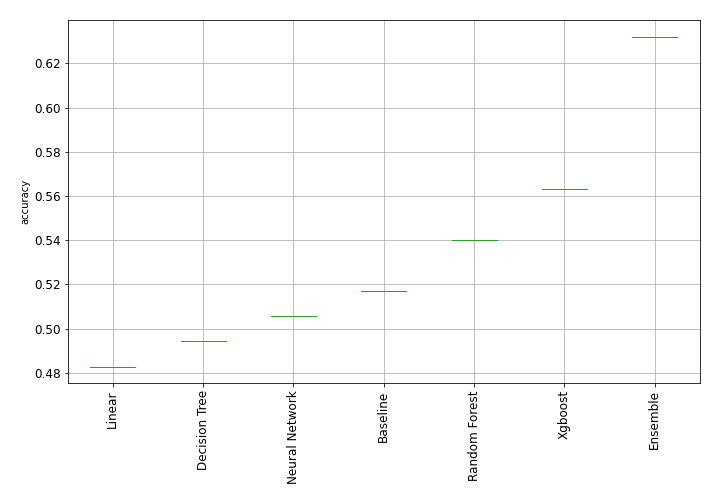 0.62
0.60
0.58
0.56
0.54
0.52
0.50
0.48
accuracy
Linear
Decision Tree
Neural Network
Baseline
Random Forest
Xgboost
Ensemble